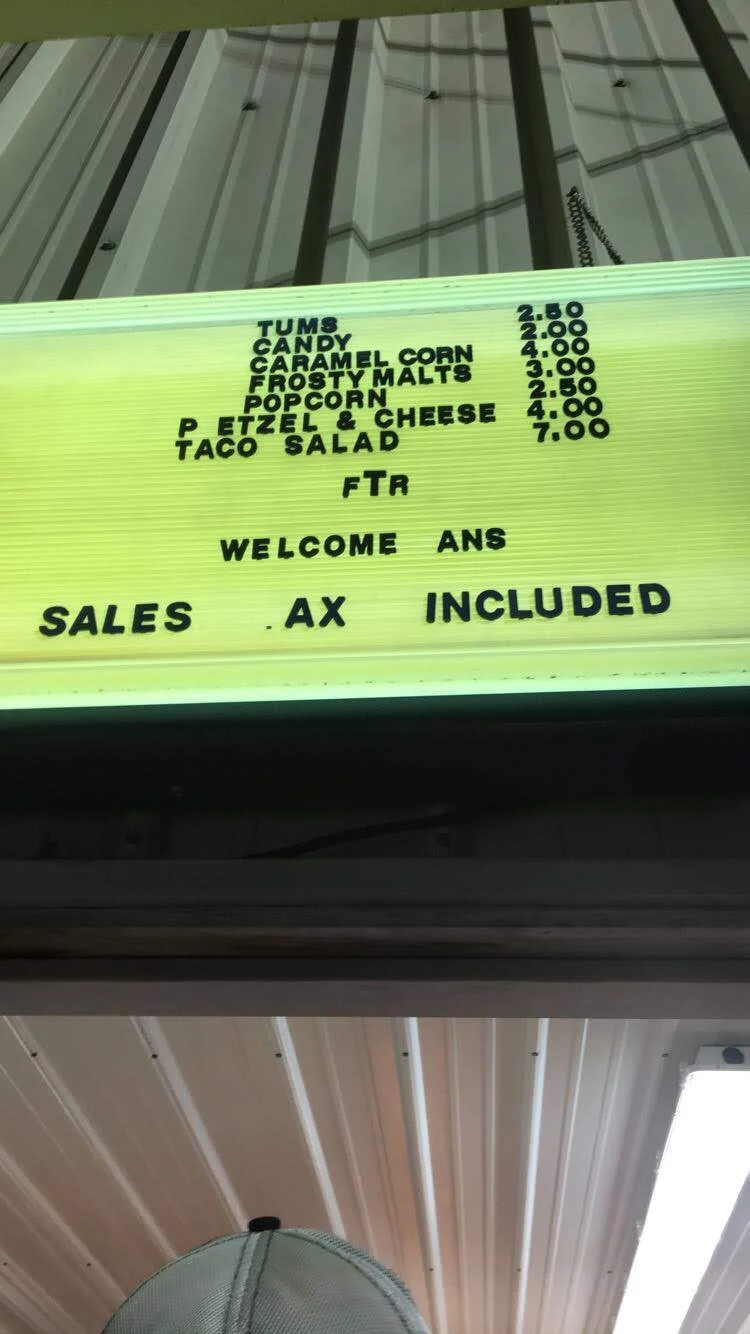 TUMS 2.50
CANDY 2.00
CARAMEL CORN 4.00
FROSTY MALTS 3.00
POPCORN 2.50
P ETZEL & CHEESE 4.00
TACO SALAD 7.00
FTR
WELCOME ANS
SALES .AX INCLUDED